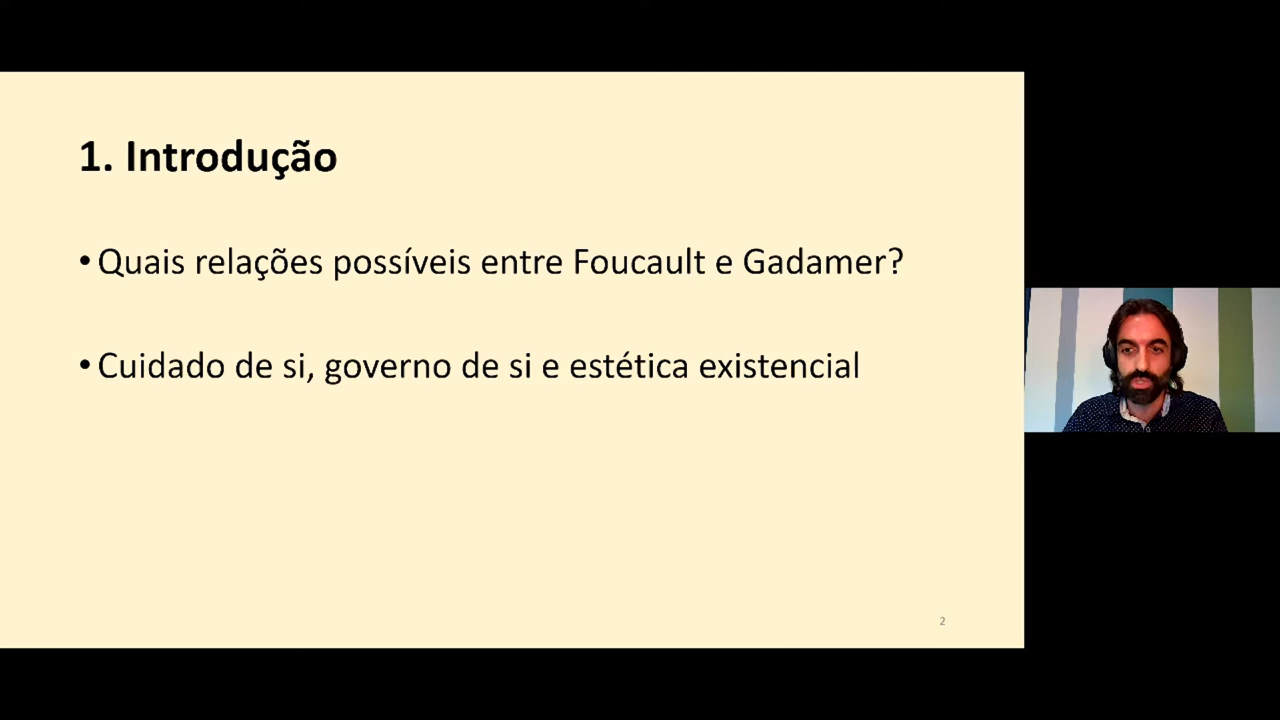 1. Introdução
• Quais relações possíveis entre Foucault e Gadamer?
• Cuidado de si, governo de si e estética existencial
2